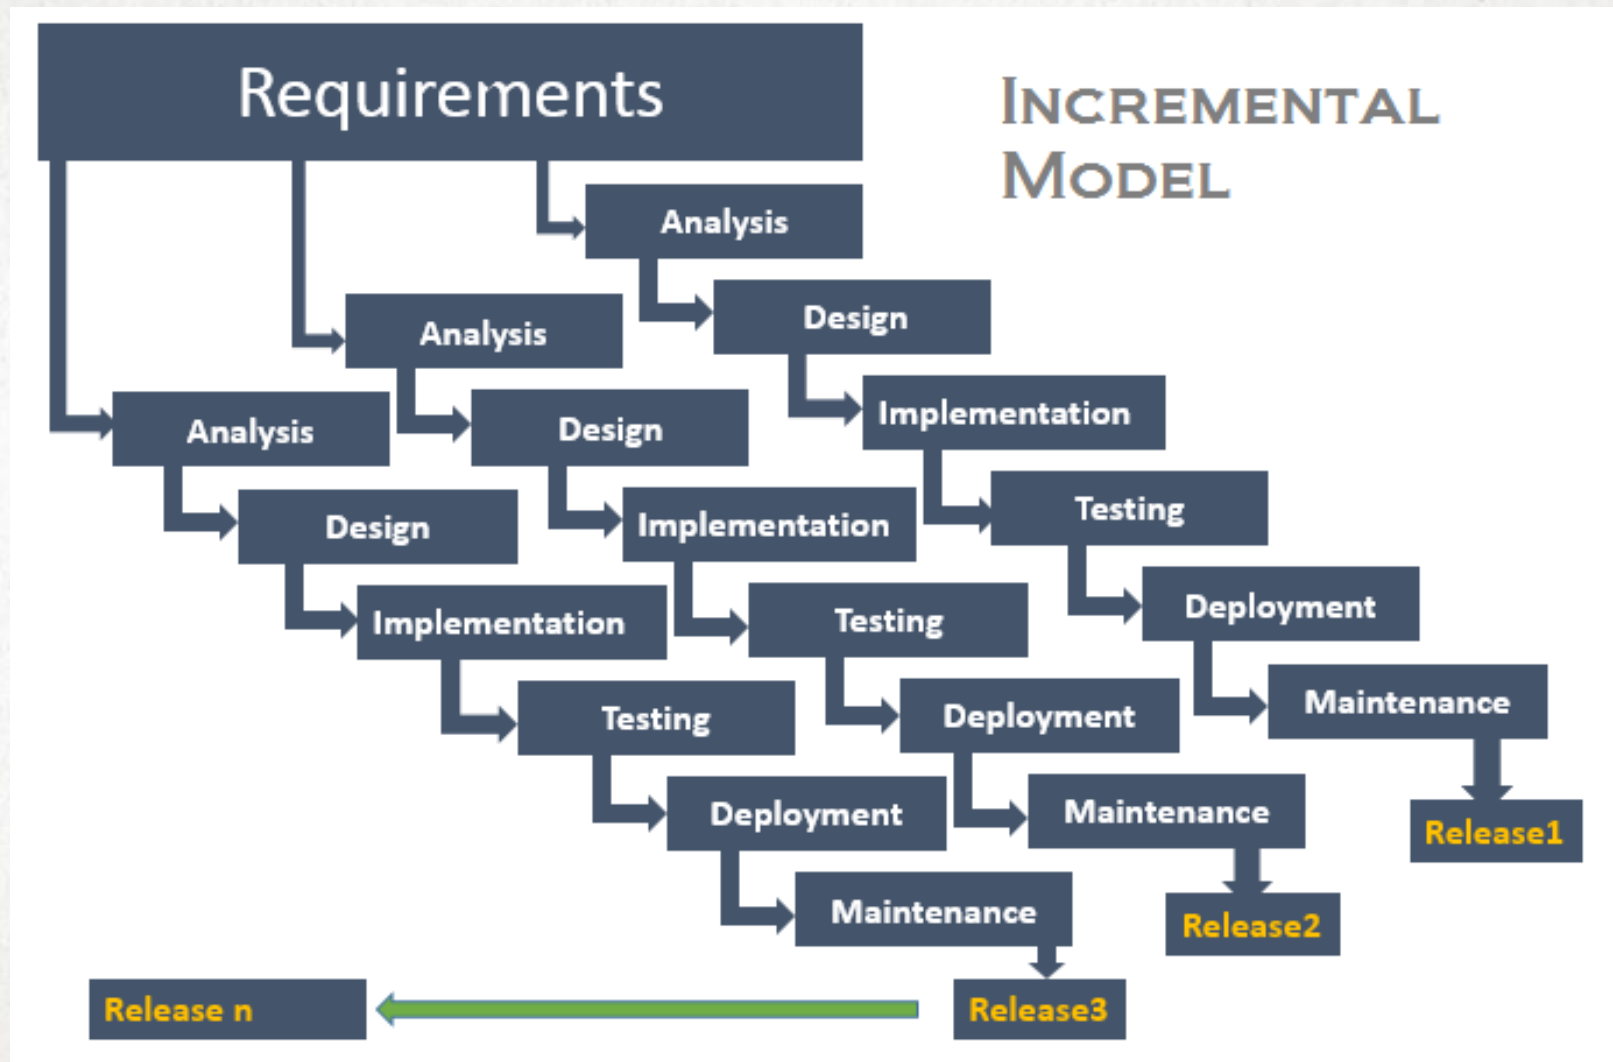 Requirements
INCREMENTAL
MODEL
Analysis
Design
Implementation
Testing
Deployment
Maintenance
Release1
Analysis
Design
Implementation
Testing
Deployment
Maintenance
Release2
Analysis
Design
Implementation
Testing
Deployment
Maintenance
Release3
Release n